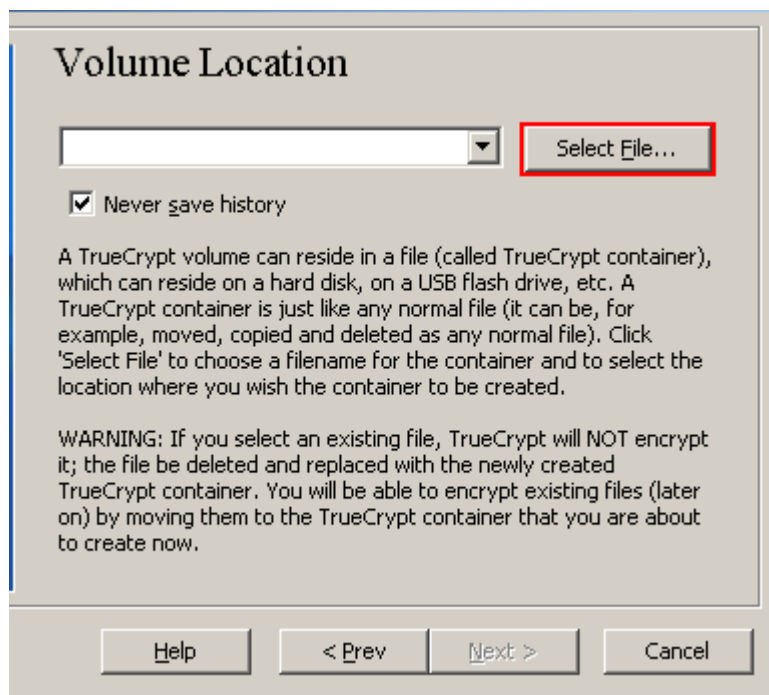 Volume Location
Select File...
Never save history
A TrueCrypt volume can reside in a file (called TrueCrypt container),
which can reside on a hard disk, on a USB flash drive, etc. A
TrueCrypt container is just like any normal file (it can be, for
example, moved, copied and deleted as any normal file). Click
'Select File' to choose a filename for the container and to select the
location where you wish the container to be created.
WARNING: If you select an existing file, TrueCrypt will NOT encrypt
it; the file be deleted and replaced with the newly created
TrueCrypt container. You will be able to encrypt existing files (later
on) by moving them to the TrueCrypt container that you are about
to create now.
Help < Prev Next > Cancel